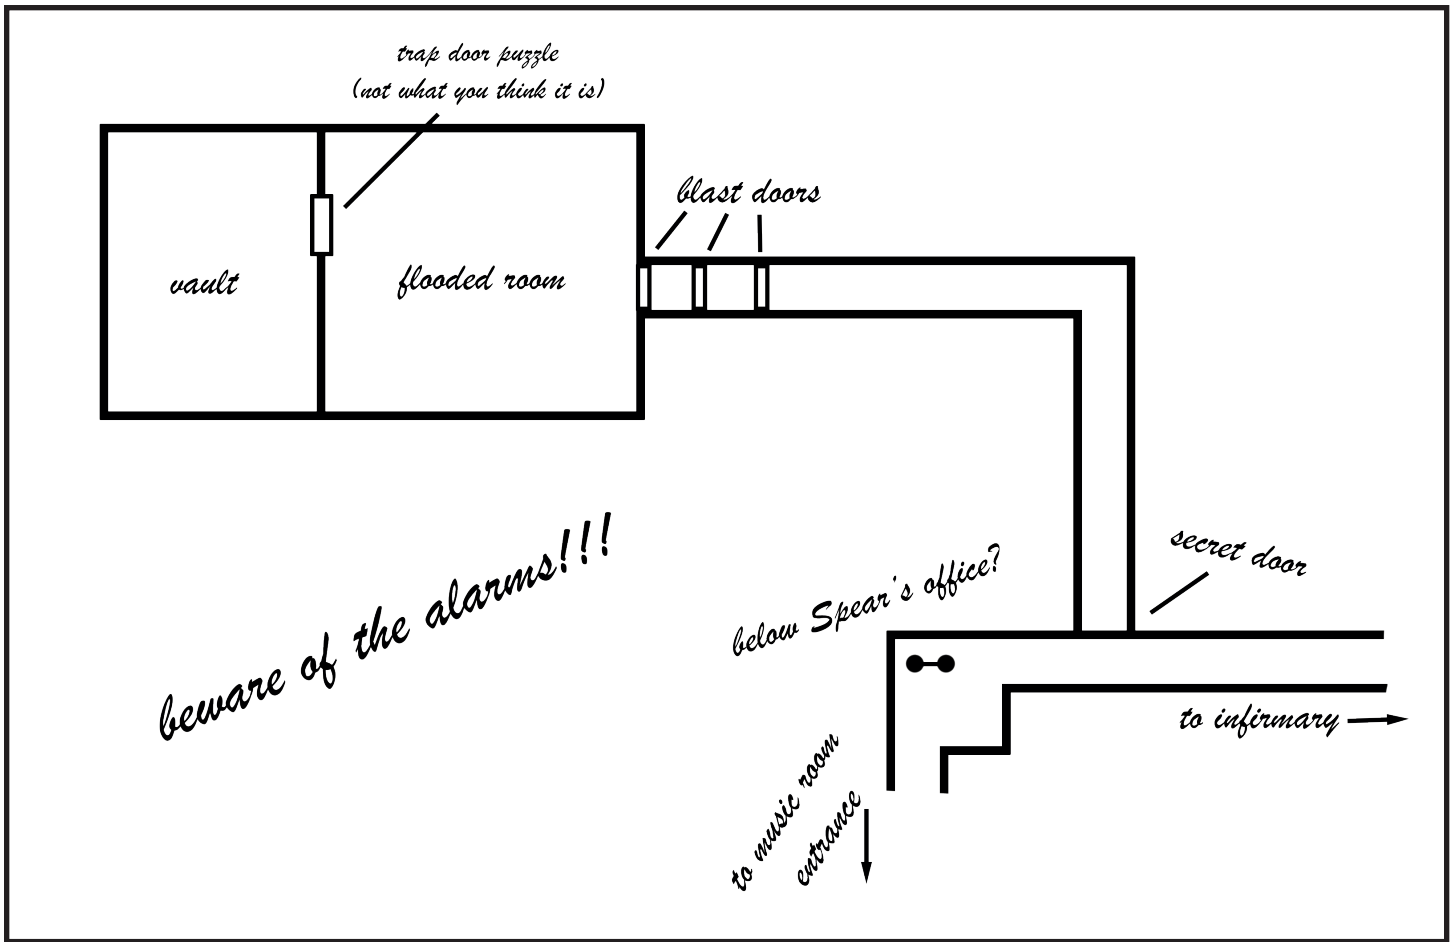 trap door puzzle
(not what you think it is)
blast doors
vault
flooded room
secret door
below Spear's office?
beware of the alarms!!!
to infirmary
to music room
entrance